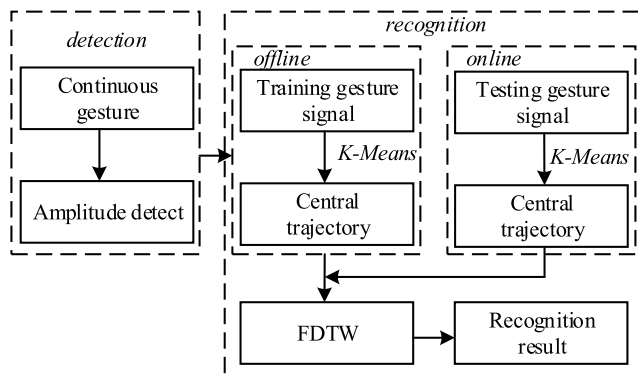 detection
Continuous
gesture
Amplitude detect
recognition
offline
Training gesture
signal
K-Means
Central
trajectory
online
Testing gesture
signal
K-Means
Central
trajectory
FDTW
Recognition
result